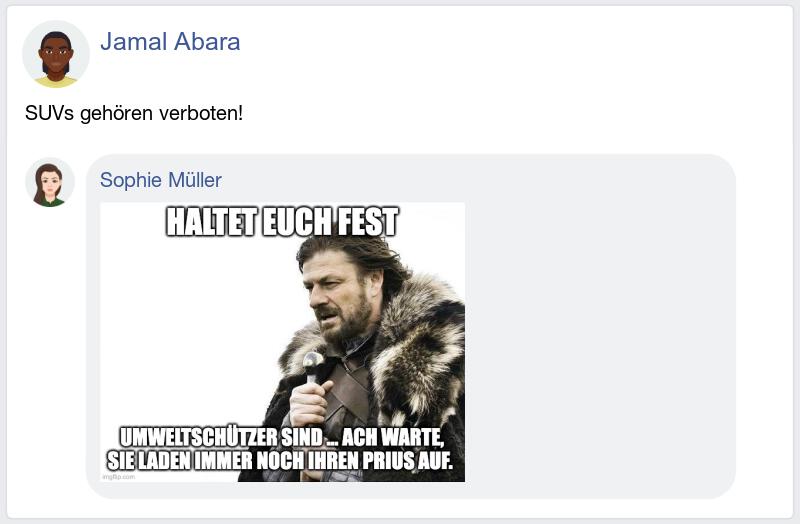 Jamal Abara
SUVs gehören verboten!
Sophie Müller
HALTET EUCH FEST
UMWELTSCHÜTZER SIND ... ACH WARTE,
SIE LADEN IMMER NOCH IHREN PRIUS AUF.
imgflip.com